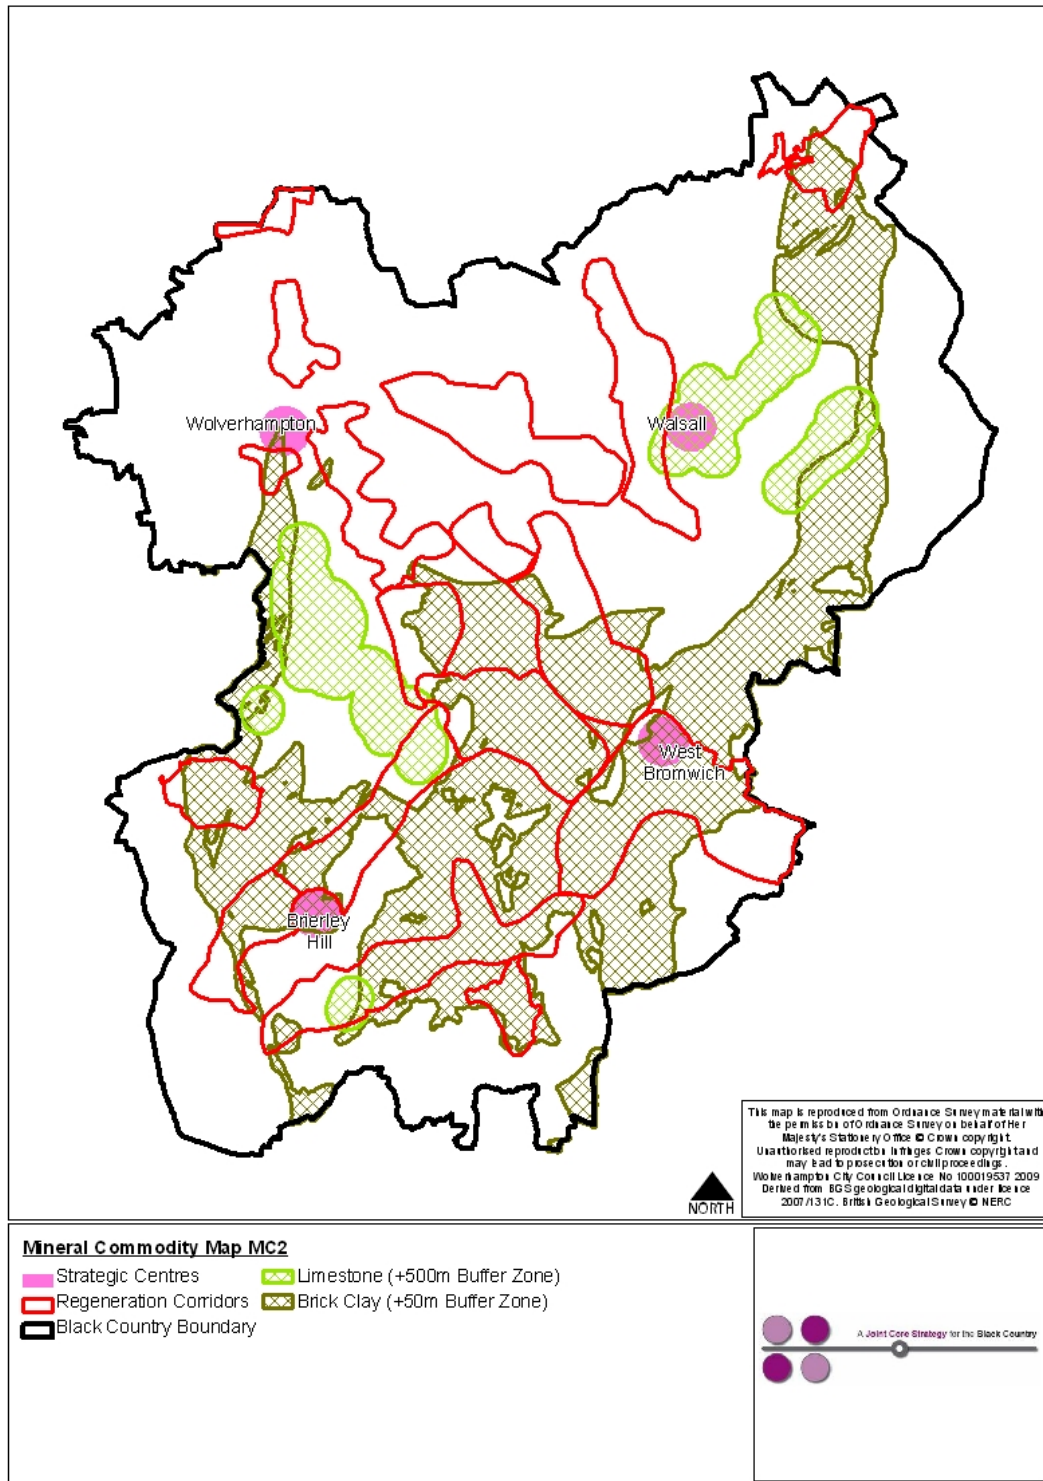 Wolverhampton
Walsall
West
Bromwich
Brierley
Hill
NORTH
This map is reproduced from Ordnance Survey material with
the permission of Ordnance Survey on behalf of Her
Majesty's Stationery Office © Crown copyright.
Unauthorised reproduction infringes Crown copyright and
may lead to prosecution or civil proceedings.
Wolverhampton City Council Licence No 100019537 2009
Derived from BGS geological digital data under licence
2007/131C. British Geological Survey © NERC
Mineral Commodity Map MC2
Strategic Centres
Limestone (+500m Buffer Zone)
Regeneration Corridors
Brick Clay (+50m Buffer Zone)
Black Country Boundary
A Joint Core Strategy for the Black Country